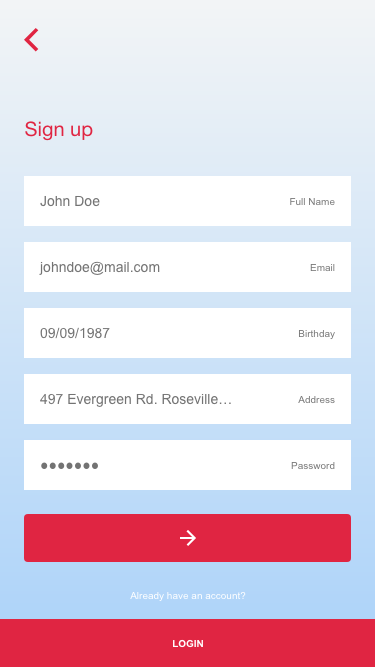 Sign up
John Doe Full Name
johndoe@mail.com Email
09/09/1987 Birthday
497 Evergreen Rd. Roseville… Address
●●●●●●● Password
Already have an account?
LOGIN